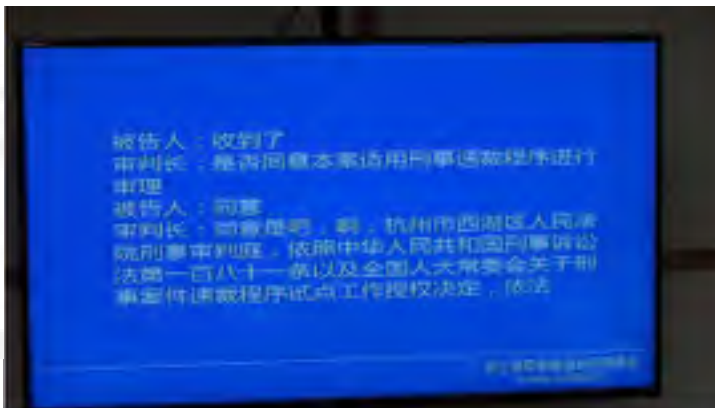 被告人：收到了
审判长：是否同意本案适用刑事速裁程序进行
审理
被告人：同意
审判长：同意是吧，啊，杭州市西湖区人民法
院刑事审判庭，依照中华人民共和国刑事诉讼
法第一百八十一条以及全国人大常委会关于刑
事案件速裁程序试点工作授权决定，依法